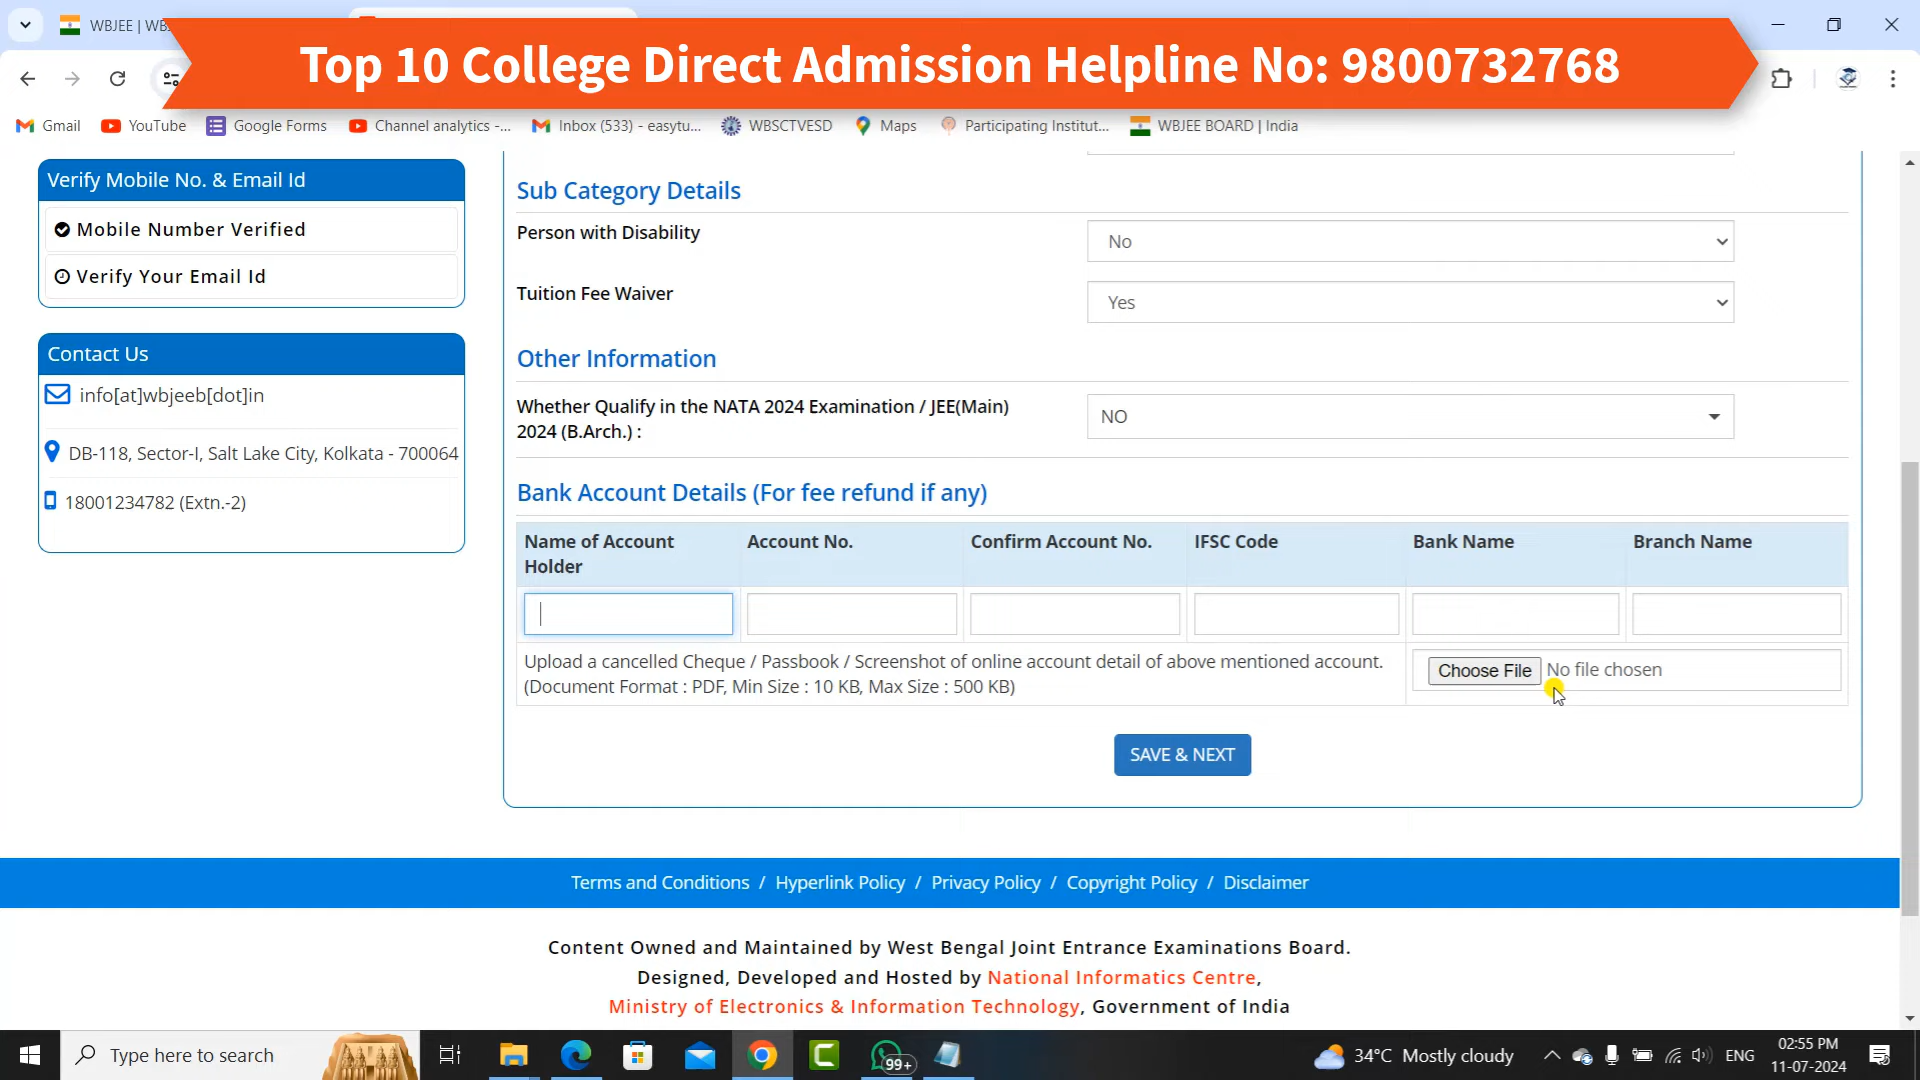 WBJEE | WB
Top 10 College Direct Admission Helpline No: 9800732768
Gmail
YouTube
Google Forms
Channel analytics -...
Inbox (533) - easytu...
WBSCTVESD
Maps
Participating Institut...
WBJEE BOARD | India
Verify Mobile No. & Email Id
Mobile Number Verified
Verify Your Email Id
Contact Us
info[at]wbjeeb[dot]in
DB-118, Sector-I, Salt Lake City, Kolkata - 700064
18001234782 (Extn.-2)
Sub Category Details
Person with Disability
No
Tuition Fee Waiver
Yes
Other Information
Whether Qualify in the NATA 2024 Examination / JEE(Main)
2024 (B.Arch.) :
NO
Bank Account Details (For fee refund if any)
Name of Account
Holder
Account No.
Confirm Account No.
IFSC Code
Bank Name
Branch Name
Upload a cancelled Cheque / Passbook / Screenshot of online account detail of above mentioned account.
(Document Format : PDF, Min Size : 10 KB, Max Size : 500 KB)
Choose File No file chosen
SAVE & NEXT
Terms and Conditions / Hyperlink Policy / Privacy Policy / Copyright Policy / Disclaimer
Content Owned and Maintained by West Bengal Joint Entrance Examinations Board.
Designed, Developed and Hosted by National Informatics Centre,
Ministry of Electronics & Information Technology, Government of India
Type here to search
99+
34°C Mostly cloudy
ENG
02:55 PM
11-07-2024